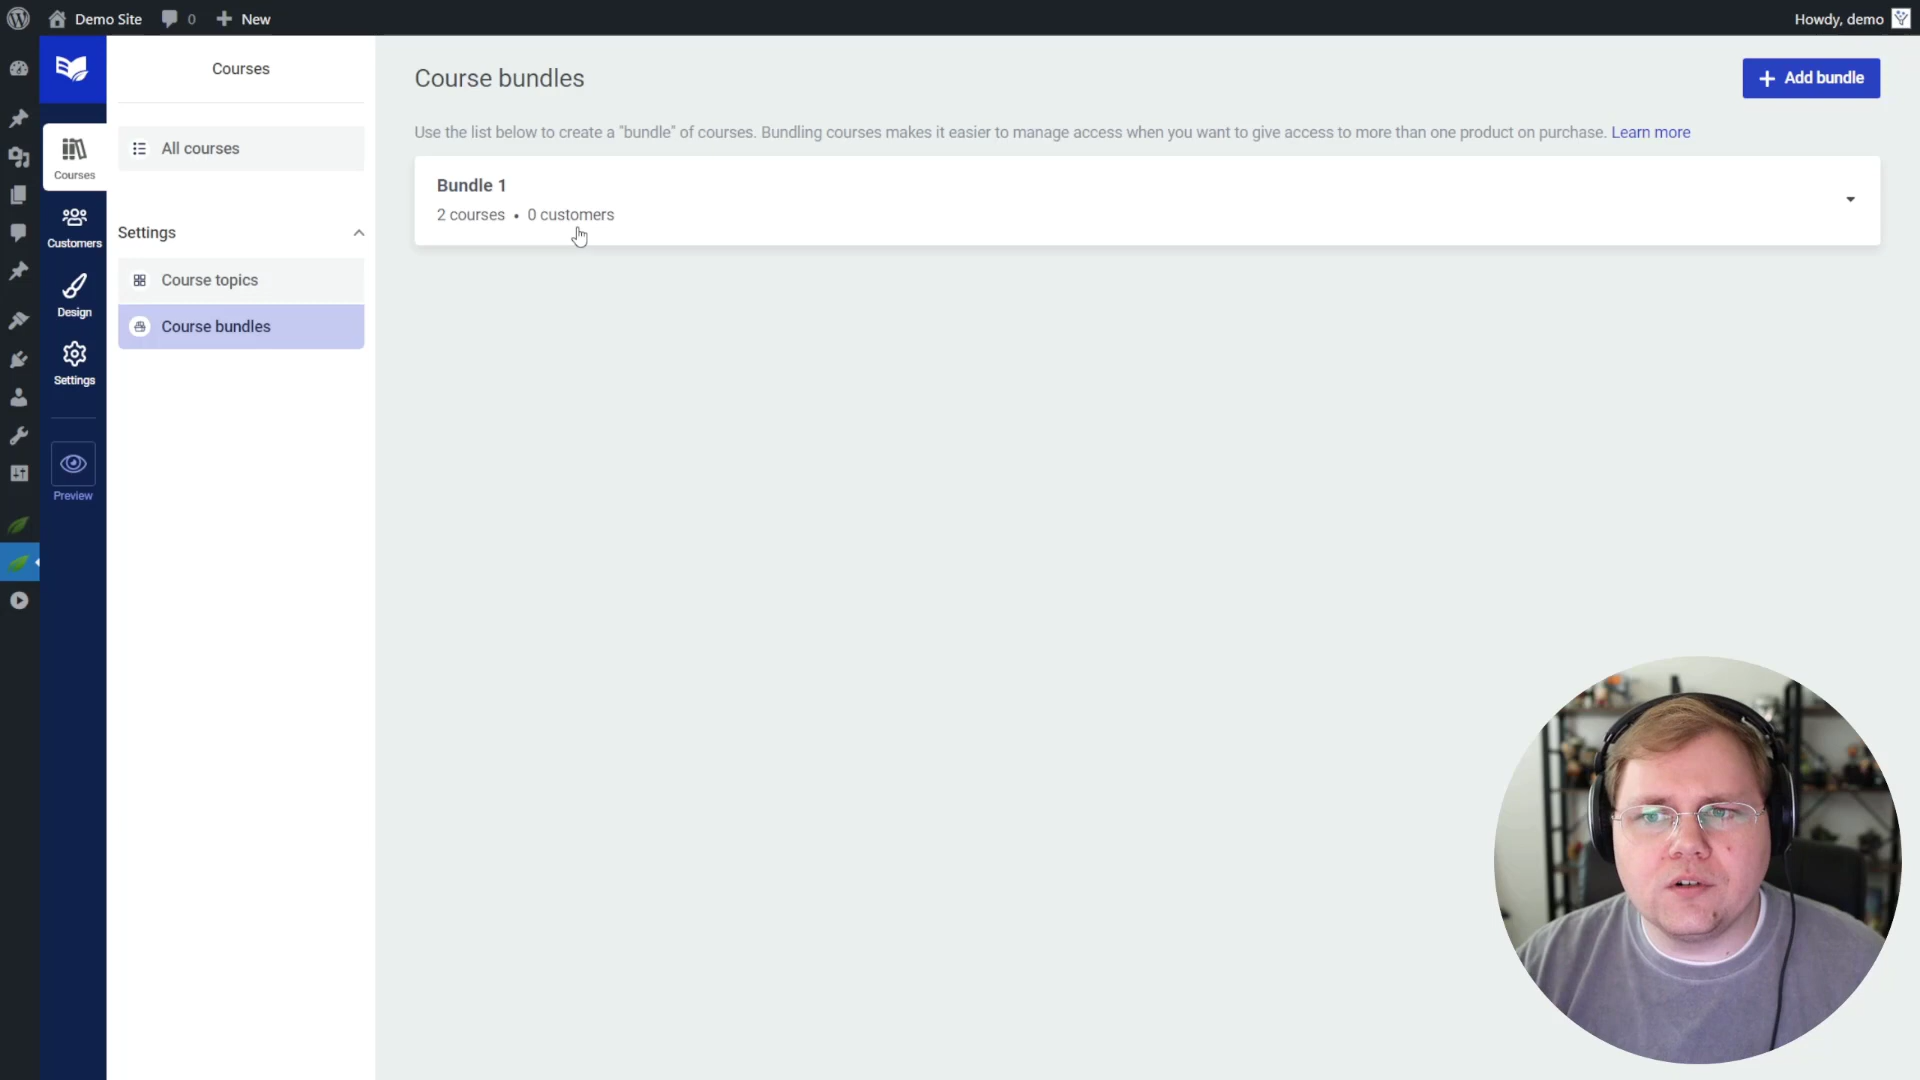 Demo Site
0
New
Howdy, demo
Courses
Customers
Design
Settings
Preview
Courses
All courses
Settings
Course topics
Course bundles
Course bundles
Add bundle
Use the list below to create a "bundle" of courses. Bundling courses makes it easier to manage access when you want to give access to more than one product on purchase. Learn more
Bundle 1
2 courses • 0 customers